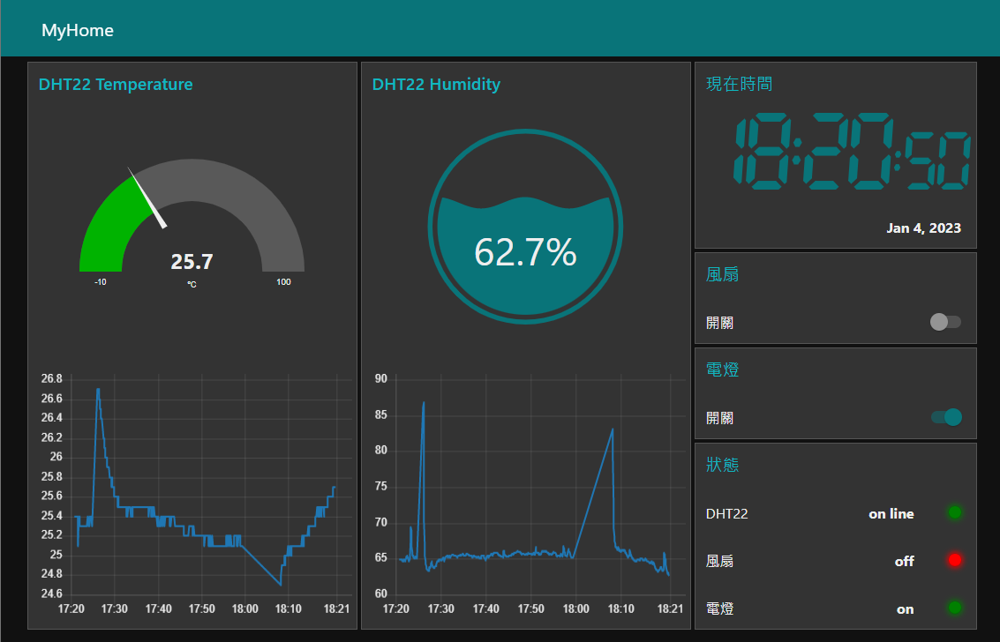 MyHome
DHT22 Temperature
25.7
-10
℃
100
26.8
26.6
26.4
26.2
26
25.8
25.6
25.4
25.2
25
24.8
24.6
17:20 17:30 17:40 17:50 18:00 18:10 18:21
DHT22 Humidity
62.7%
90
85
80
75
70
65
60
17:20 17:30 17:40 17:50 18:00 18:10 18:21
現在時間
18:20:50
Jan 4, 2023
風扇
開關
電燈
開關
狀態
DHT22 on line
風扇 off
電燈 on